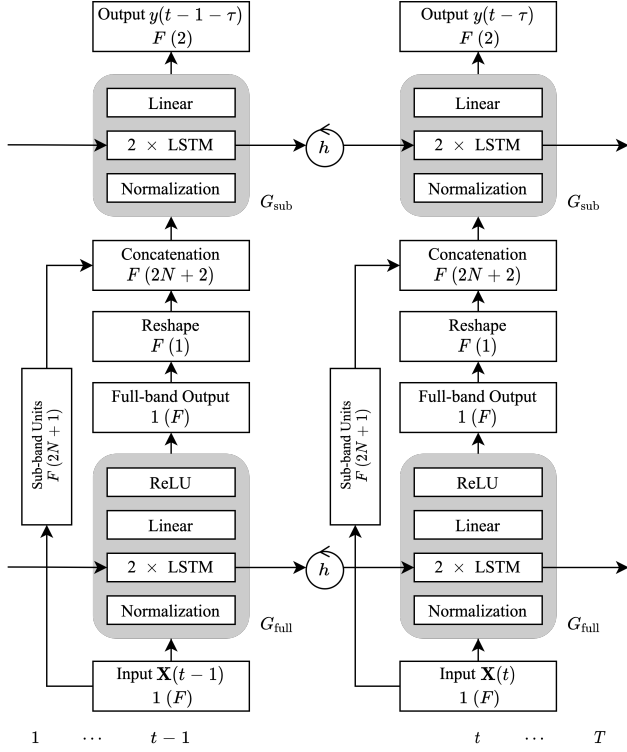 Output y(t − 1 − τ)
F (2)
Output y(t − τ)
F (2)
Linear
2 × LSTM
Normalization
G_sub
h
Linear
2 × LSTM
Normalization
G_sub
Concatenation
F (2N + 2)
Concatenation
F (2N + 2)
Reshape
F (1)
Reshape
F (1)
Full-band Output
1 (F)
Full-band Output
1 (F)
Sub-band Units
F (2N + 1)
Sub-band Units
F (2N + 1)
ReLU
Linear
2 × LSTM
Normalization
G_full
h
ReLU
Linear
2 × LSTM
Normalization
G_full
Input X(t − 1)
1 (F)
Input X(t)
1 (F)
1 ⋯ t − 1 t ⋯ T